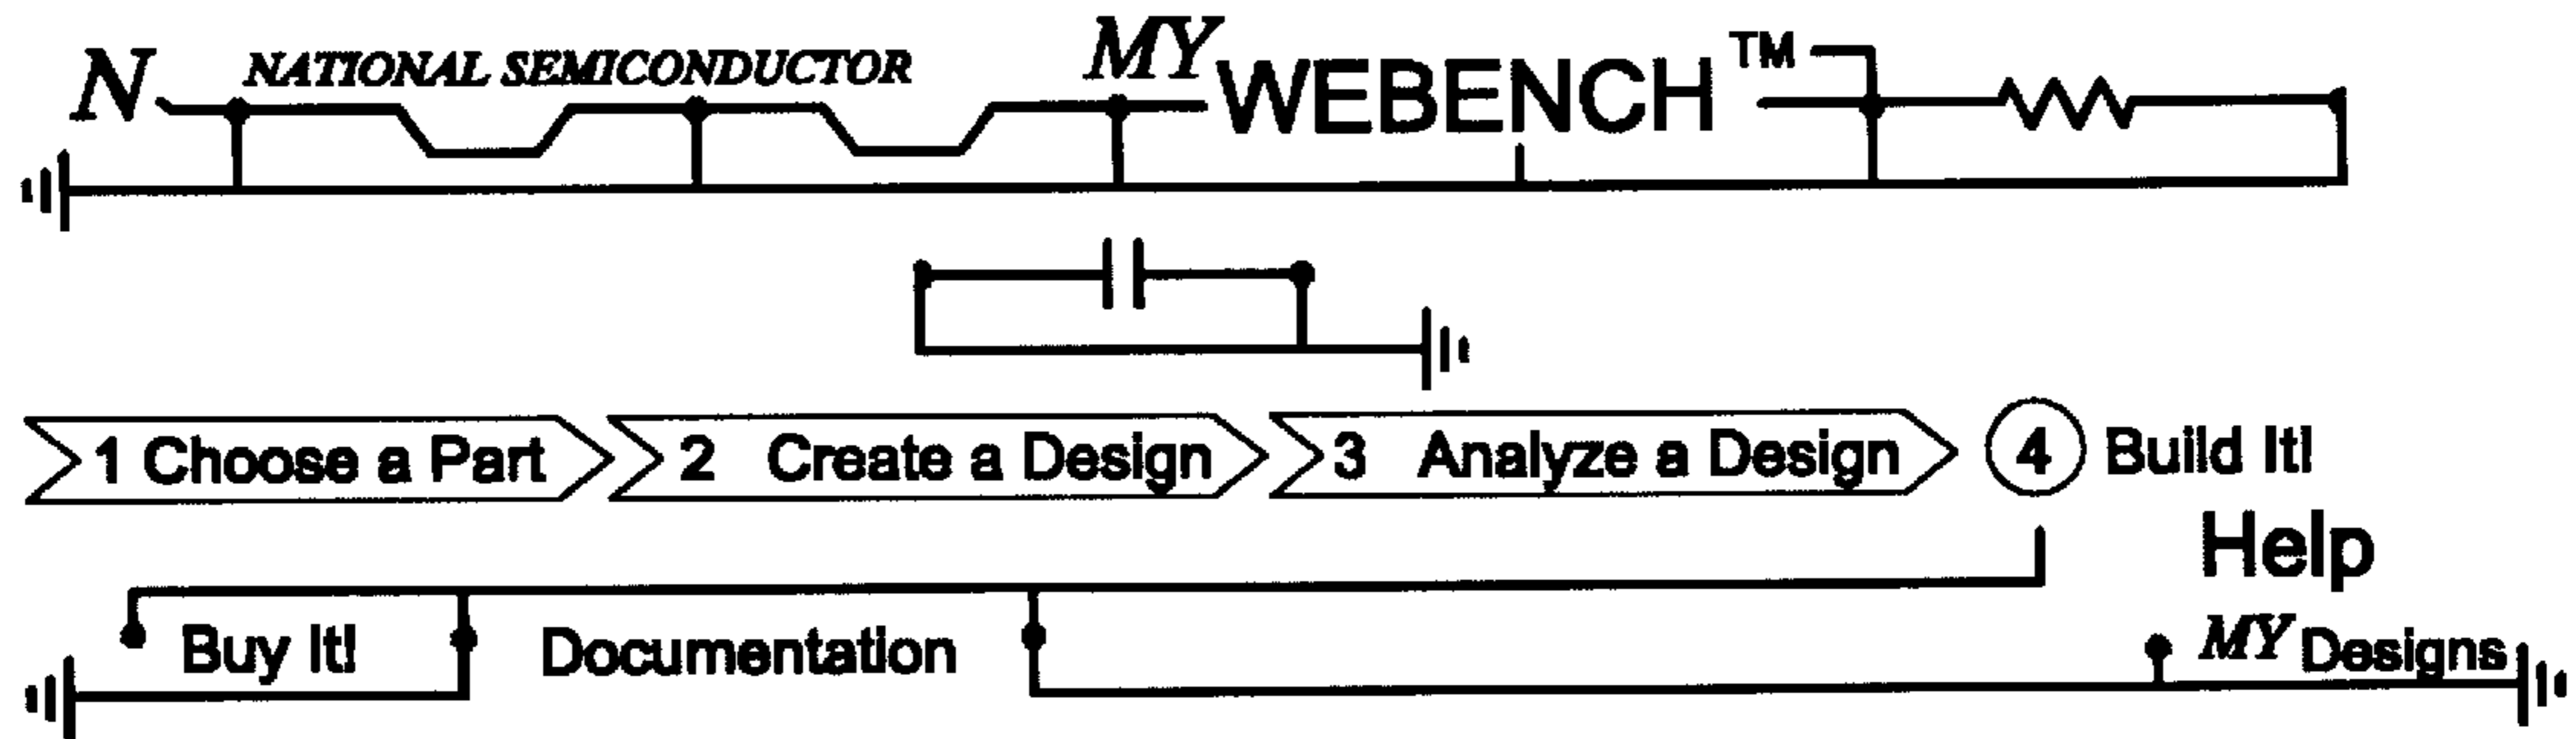 N NATIONAL SEMICONDUCTOR MY WEBENCH™
1 Choose a Part 2 Create a Design 3 Analyze a Design 4 Build It!
Help
Buy It! Documentation MY Designs